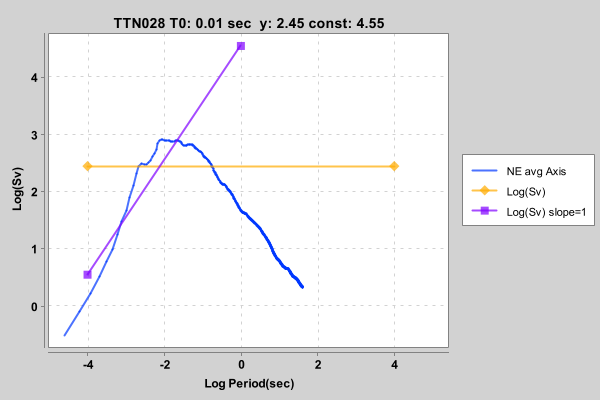 TTN028 T0: 0.01 sec  y: 2.45 const: 4.55
4
3
2
1
0
Log(Sv)
-4 -2 0 2 4
Log Period(sec)
NE avg Axis
Log(Sv)
Log(Sv) slope=1